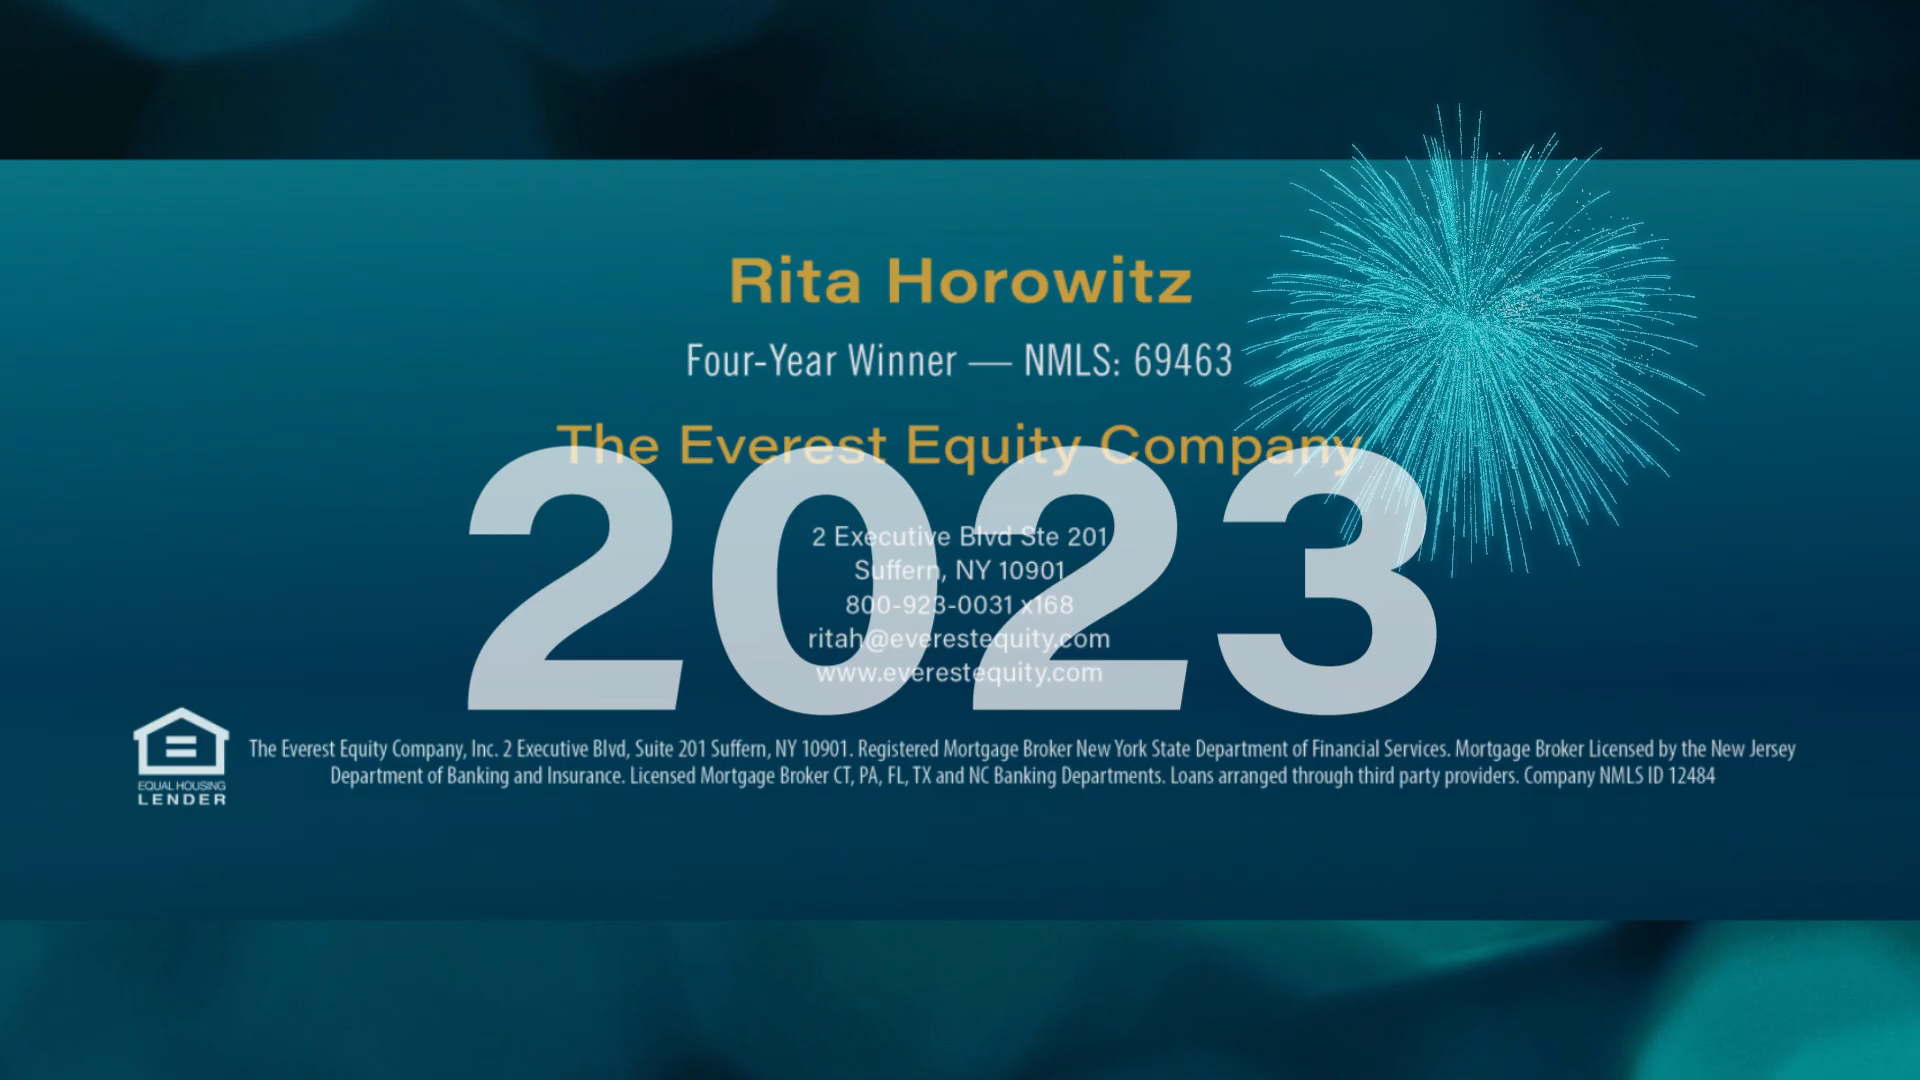 Rita Horowitz
Four-Year Winner — NMLS: 69463
The Everest Equity Company
2023
2 Executive Blvd Ste 201
Suffern, NY 10901
800-923-0031 x168
ritah@everestequity.com
www.everestequity.com
EQUAL HOUSING
LENDER
The Everest Equity Company, Inc. 2 Executive Blvd, Suite 201 Suffern, NY 10901. Registered Mortgage Broker New York State Department of Financial Services. Mortgage Broker Licensed by the New Jersey
Department of Banking and Insurance. Licensed Mortgage Broker CT, PA, FL, TX and NC Banking Departments. Loans arranged through third party providers. Company NMLS ID 12484